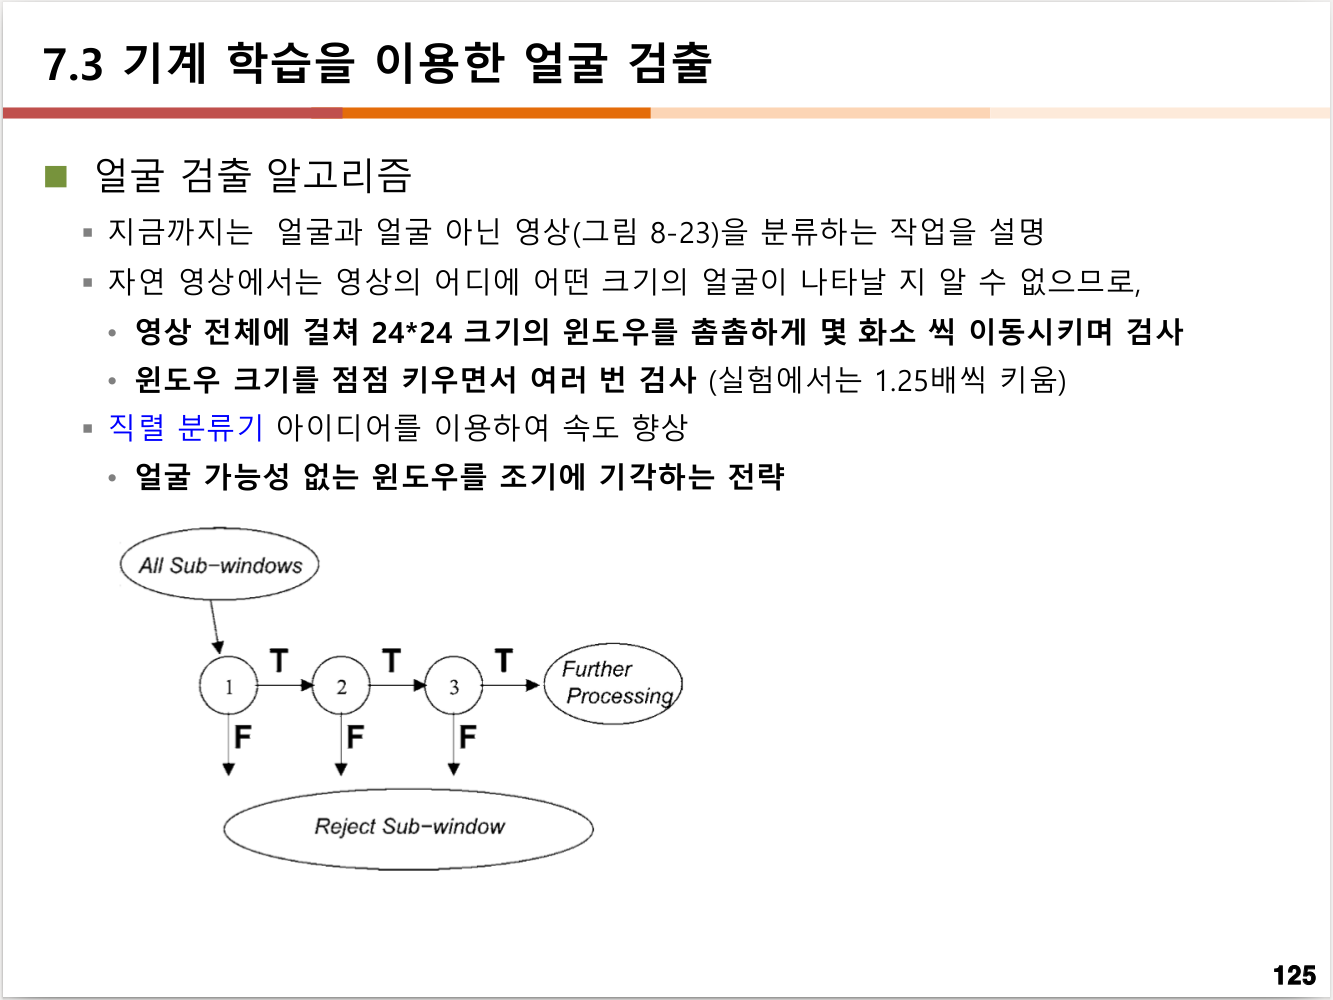 7.3 기계 학습을 이용한 얼굴 검출
얼굴 검출 알고리즘
지금까지는 얼굴과 얼굴 아닌 영상(그림 8-23)을 분류하는 작업을 설명
자연 영상에서는 영상의 어디에 어떤 크기의 얼굴이 나타날 지 알 수 없으므로,
영상 전체에 걸쳐 24*24 크기의 윈도우를 촘촘하게 몇 화소 씩 이동시키며 검사
윈도우 크기를 점점 키우면서 여러 번 검사 (실험에서는 1.25배씩 키움)
직렬 분류기 아이디어를 이용하여 속도 향상
얼굴 가능성 없는 윈도우를 조기에 기각하는 전략
All Sub-windows
T T T
1 2 3
Further
Processing
F F F
Reject Sub-window
125